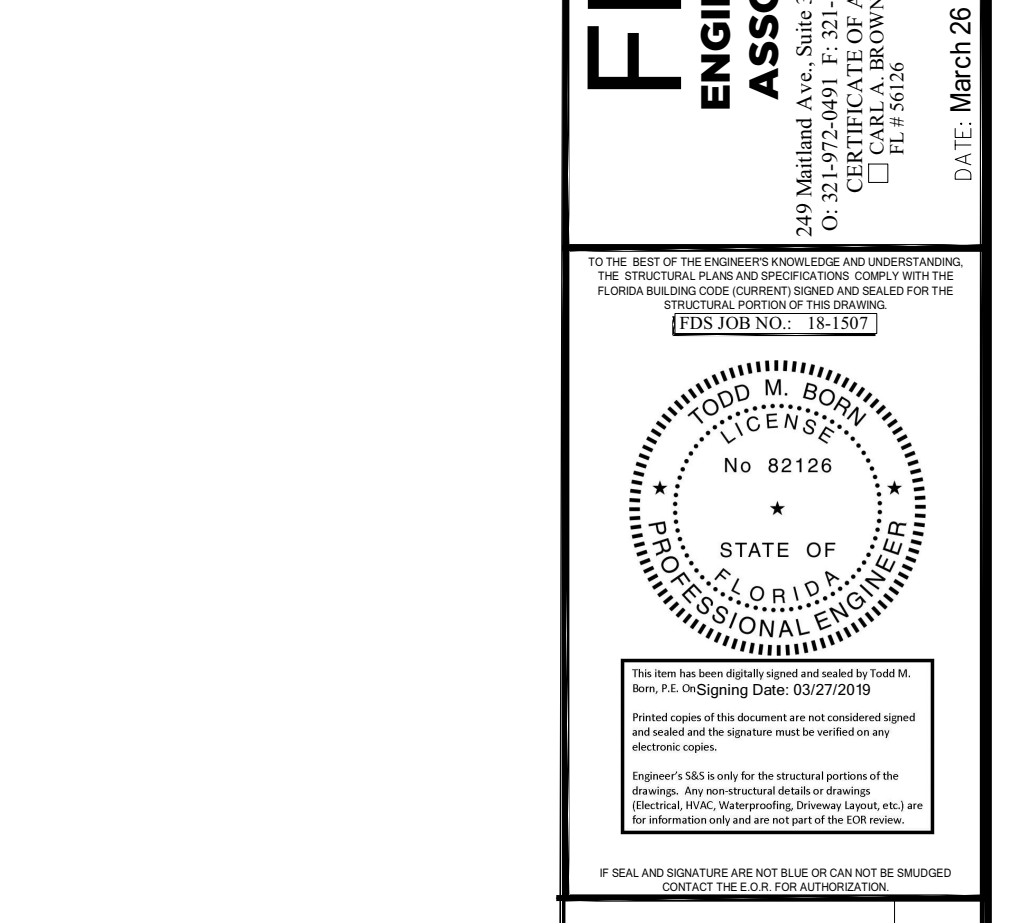 249 Maitland Ave., Suite
O: 321-972-0491 F: 321-
CERTIFICATE OF
CARL A. BROWN
FL # 56126
DATE: March 26
TO THE BEST OF THE ENGINEER'S KNOWLEDGE AND UNDERSTANDING,
THE STRUCTURAL PLANS AND SPECIFICATIONS COMPLY WITH THE
FLORIDA BUILDING CODE (CURRENT) SIGNED AND SEALED FOR THE
STRUCTURAL PORTION OF THIS DRAWING.
FDS JOB NO.: 18-1507
TODD M. BORN
LICENSE
No 82126
STATE OF
FLORIDA
PROFESSIONAL ENGINEER
This item has been digitally signed and sealed by Todd M.
Born, P.E. On Signing Date: 03/27/2019
Printed copies of this document are not considered signed
and sealed and the signature must be verified on any
electronic copies.
Engineer's S&S is only for the structural portions of the
drawings. Any non-structural details or drawings
(Electrical, HVAC, Waterproofing, Driveway Layout, etc.) are
for information only and are not part of the EOR review.
IF SEAL AND SIGNATURE ARE NOT BLUE OR CAN NOT BE SMUDGED
CONTACT THE E.O.R. FOR AUTHORIZATION.